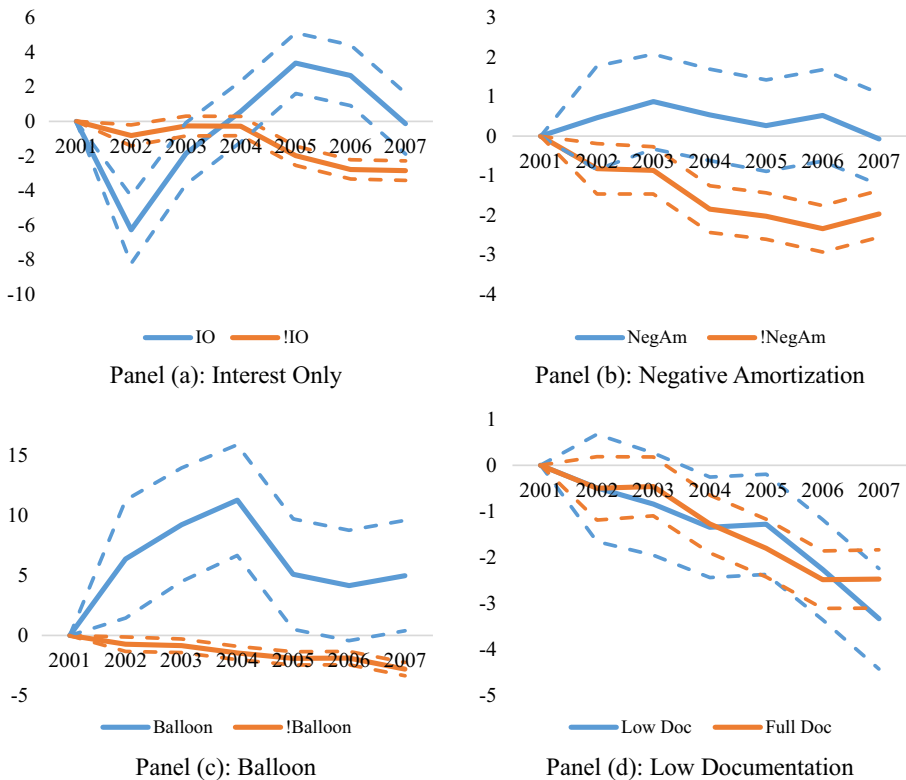 6
4
2
0
-2
-4
-6
-8
-10
2001 2002 2003 2004 2005 2006 2007
IO !IO
Panel (a): Interest Only
3
2
1
0
-1
-2
-3
-4
2001 2002 2003 2004 2005 2006 2007
NegAm !NegAm
Panel (b): Negative Amortization
15
10
5
0
-5
2001 2002 2003 2004 2005 2006 2007
Balloon !Balloon
Panel (c): Balloon
1
0
-1
-2
-3
-4
-5
2001 2002 2003 2004 2005 2006 2007
Low Doc Full Doc
Panel (d): Low Documentation